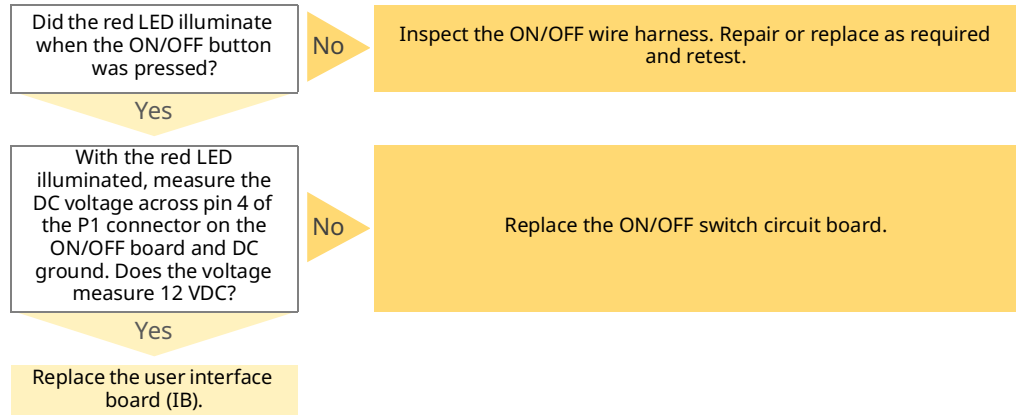 Did the red LED illuminate
when the ON/OFF button
was pressed?
No
Inspect the ON/OFF wire harness. Repair or replace as required
and retest.
Yes
With the red LED
illuminated, measure the
DC voltage across pin 4 of
the P1 connector on the
ON/OFF board and DC
ground. Does the voltage
measure 12 VDC?
No
Replace the ON/OFF switch circuit board.
Yes
Replace the user interface
board (IB).